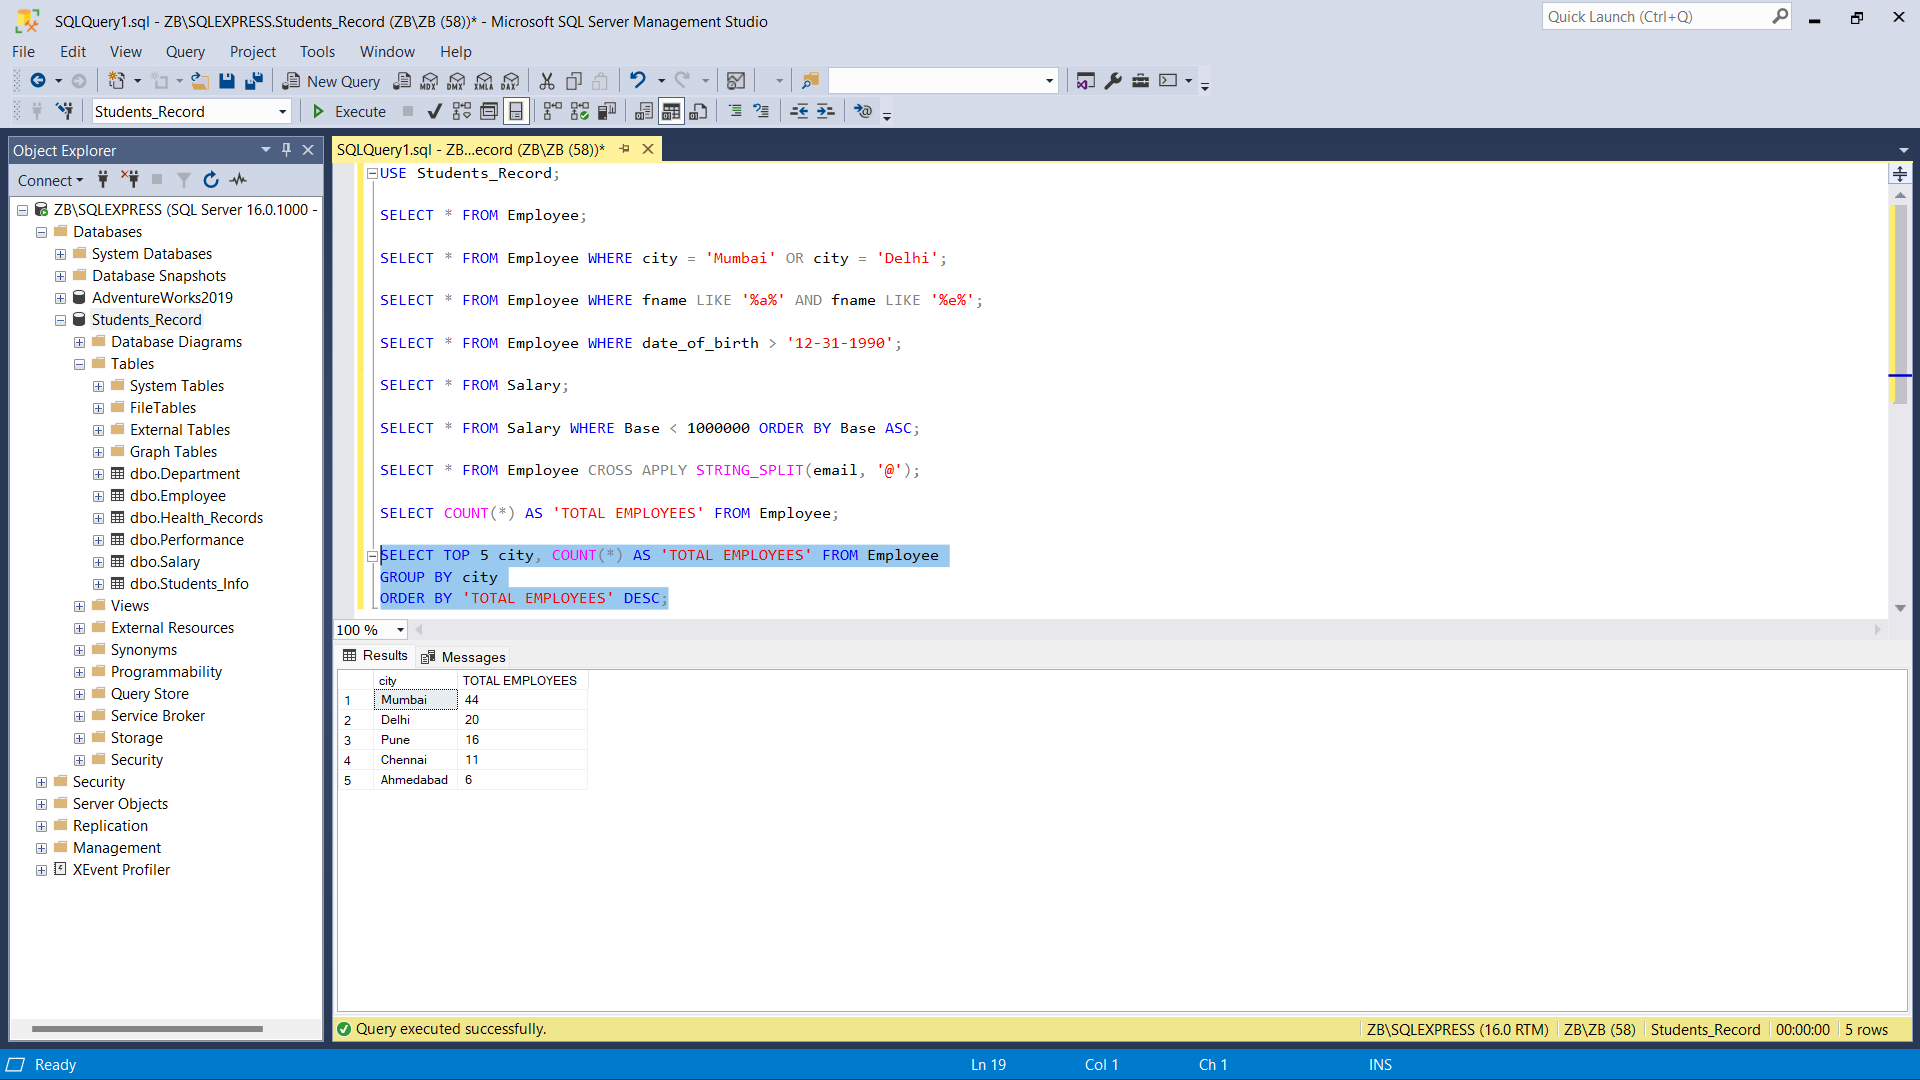 SQLQuery1.sql - ZB\SQLEXPRESS.Students_Record (ZB\ZB (58))* - Microsoft SQL Server Management Studio
Quick Launch (Ctrl+Q)
File Edit View Query Project Tools Window Help
New Query MDX DMX XMLA DAX
Students_Record Execute
Object Explorer
Connect
ZB\SQLEXPRESS (SQL Server 16.0.1000 -
Databases
System Databases
Database Snapshots
AdventureWorks2019
Students_Record
Database Diagrams
Tables
System Tables
FileTables
External Tables
Graph Tables
dbo.Department
dbo.Employee
dbo.Health_Records
dbo.Performance
dbo.Salary
dbo.Students_Info
Views
External Resources
Synonyms
Programmability
Query Store
Service Broker
Storage
Security
Security
Server Objects
Replication
Management
XEvent Profiler
SQLQuery1.sql - ZB...ecord (ZB\ZB (58))*
USE Students_Record;
SELECT * FROM Employee;
SELECT * FROM Employee WHERE city = 'Mumbai' OR city = 'Delhi';
SELECT * FROM Employee WHERE fname LIKE '%a%' AND fname LIKE '%e%';
SELECT * FROM Employee WHERE date_of_birth > '12-31-1990';
SELECT * FROM Salary;
SELECT * FROM Salary WHERE Base < 1000000 ORDER BY Base ASC;
SELECT * FROM Employee CROSS APPLY STRING_SPLIT(email, '@');
SELECT COUNT(*) AS 'TOTAL EMPLOYEES' FROM Employee;
SELECT TOP 5 city, COUNT(*) AS 'TOTAL EMPLOYEES' FROM Employee
GROUP BY city
ORDER BY 'TOTAL EMPLOYEES' DESC;
100 %
Results Messages
city TOTAL EMPLOYEES
1 Mumbai 44
2 Delhi 20
3 Pune 16
4 Chennai 11
5 Ahmedabad 6
Query executed successfully. ZB\SQLEXPRESS (16.0 RTM) ZB\ZB (58) Students_Record 00:00:00 5 rows
Ready Ln 19 Col 1 Ch 1 INS